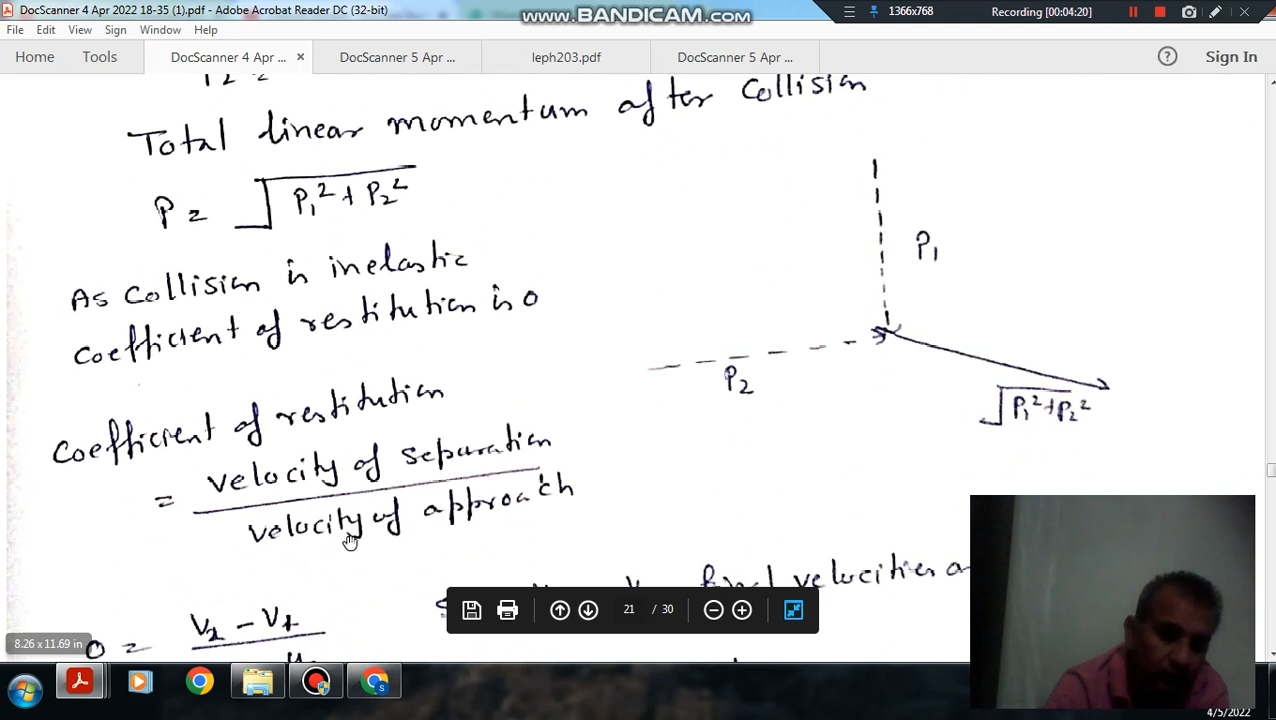 DocScanner 4 Apr 2022 18-35 (1).pdf - Adobe Acrobat Reader DC (32-bit)
WWW.BANDICAM.COM
1366x768
Recording [00:04:20]
File Edit View Sign Window Help
Home Tools DocScanner 4 Apr ... × DocScanner 5 Apr ... leph203.pdf DocScanner 5 Apr ... Sign In
Total linear momentum after collision
P = √P₁² + P₂²
P₁
As collision is inelastic
coefficient of restitution is 0
P₂
√P₁²+P₂²
Coefficient of restitution
= velocity of separation
velocity of approach
final velocities
0 = V₂ - V₁
21 / 30
8.26 x 11.69 in
4/5/2022